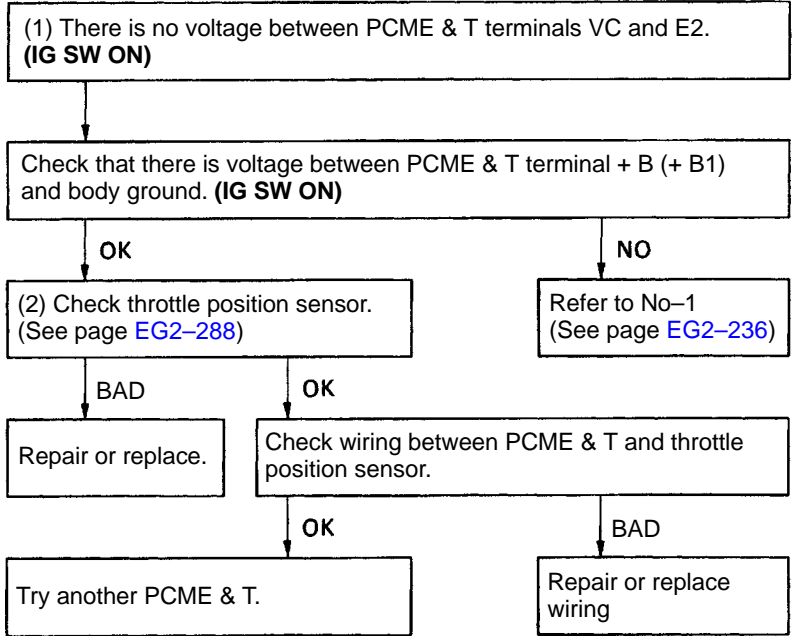 (1) There is no voltage between PCME & T terminals VC and E2.
(IG SW ON)
Check that there is voltage between PCME & T terminal + B (+ B1)
and body ground. (IG SW ON)
OK
NO
(2) Check throttle position sensor.
(See page EG2–288)
Refer to No–1
(See page EG2–236)
BAD
OK
Repair or replace.
Check wiring between PCME & T and throttle
position sensor.
OK
BAD
Try another PCME & T.
Repair or replace
wiring